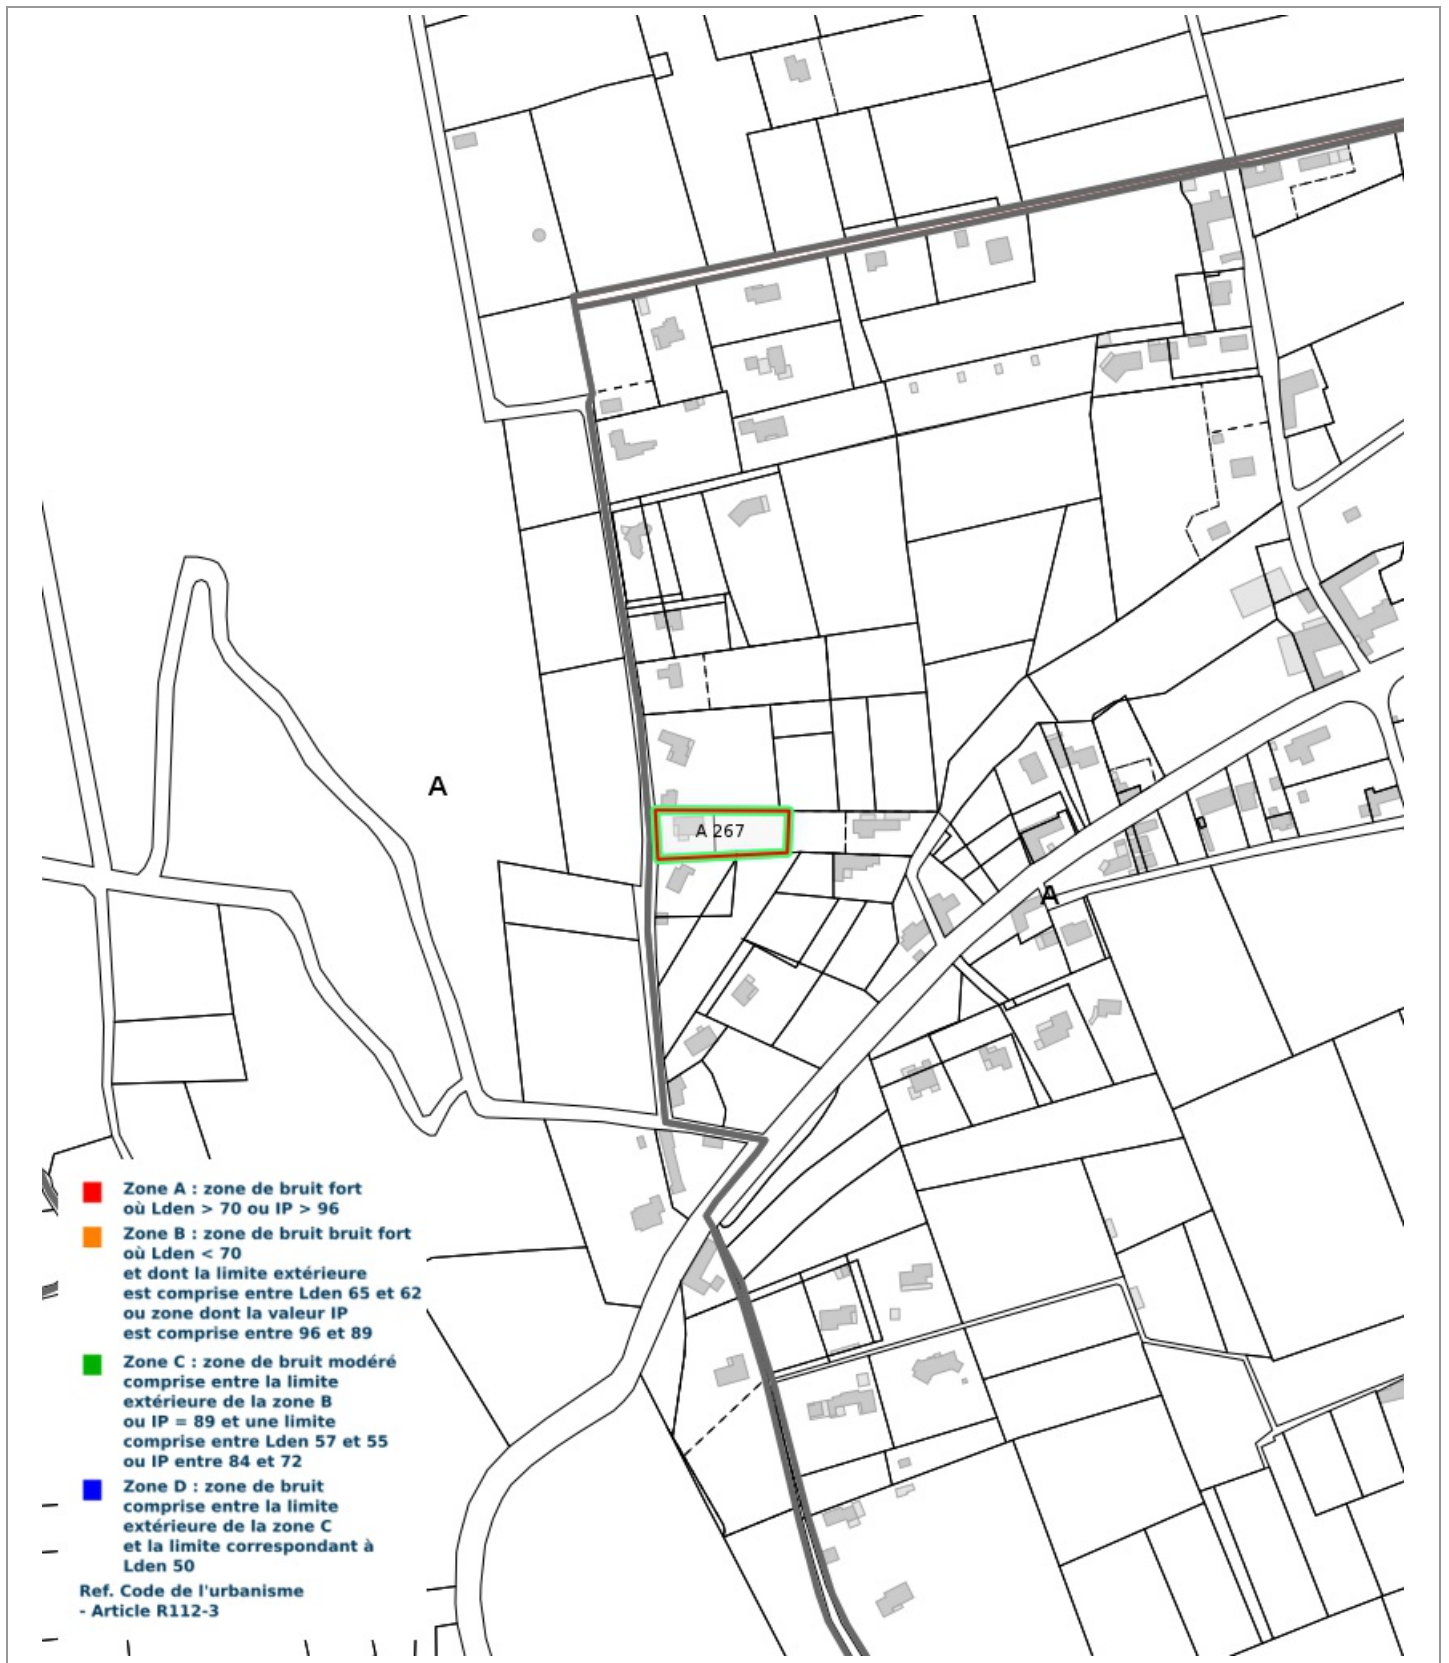 A
A 267
A
Zone A : zone de bruit fort
où Lden > 70 ou IP > 96
Zone B : zone de bruit bruit fort
où Lden < 70
et dont la limite extérieure
est comprise entre Lden 65 et 62
ou zone dont la valeur IP
est comprise entre 96 et 89
Zone C : zone de bruit modéré
comprise entre la limite
extérieure de la zone B
ou IP = 89 et une limite
comprise entre Lden 57 et 55
ou IP entre 84 et 72
Zone D : zone de bruit
comprise entre la limite
extérieure de la zone C
et la limite correspondant à
Lden 50
Ref. Code de l'urbanisme
- Article R112-3